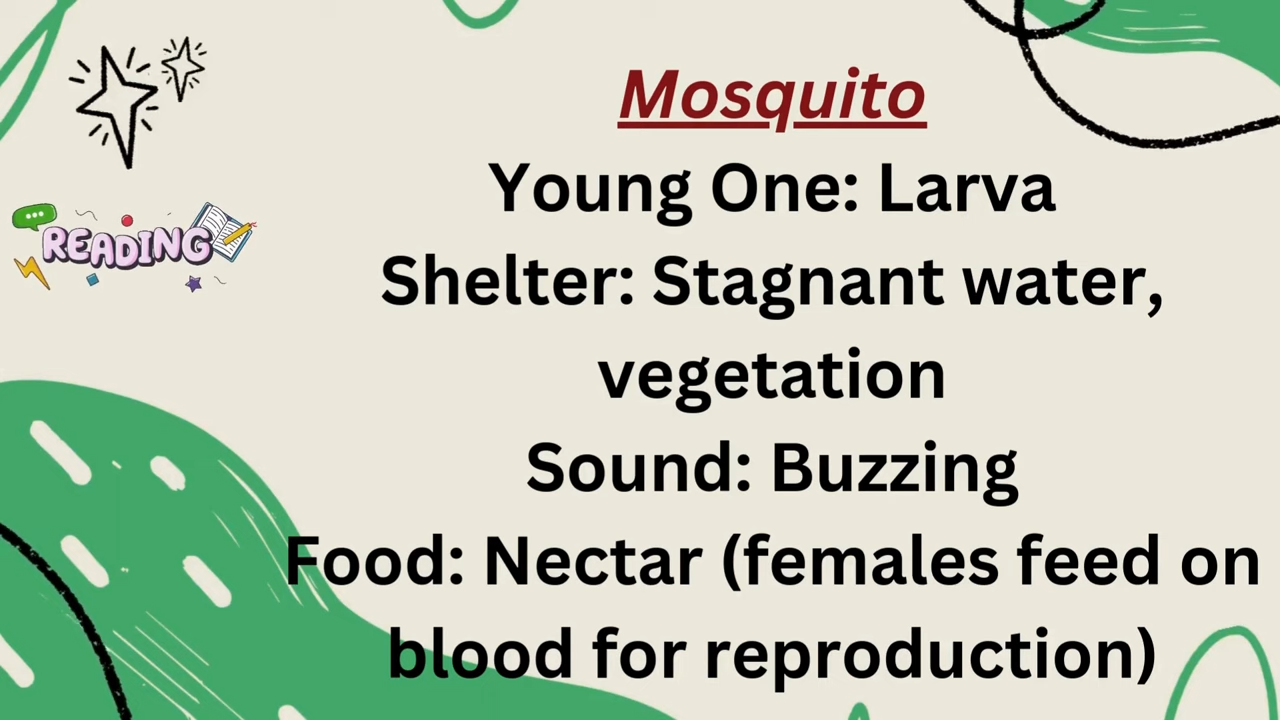 Mosquito
READING
Young One: Larva
Shelter: Stagnant water,
vegetation
Sound: Buzzing
Food: Nectar (females feed on
blood for reproduction)